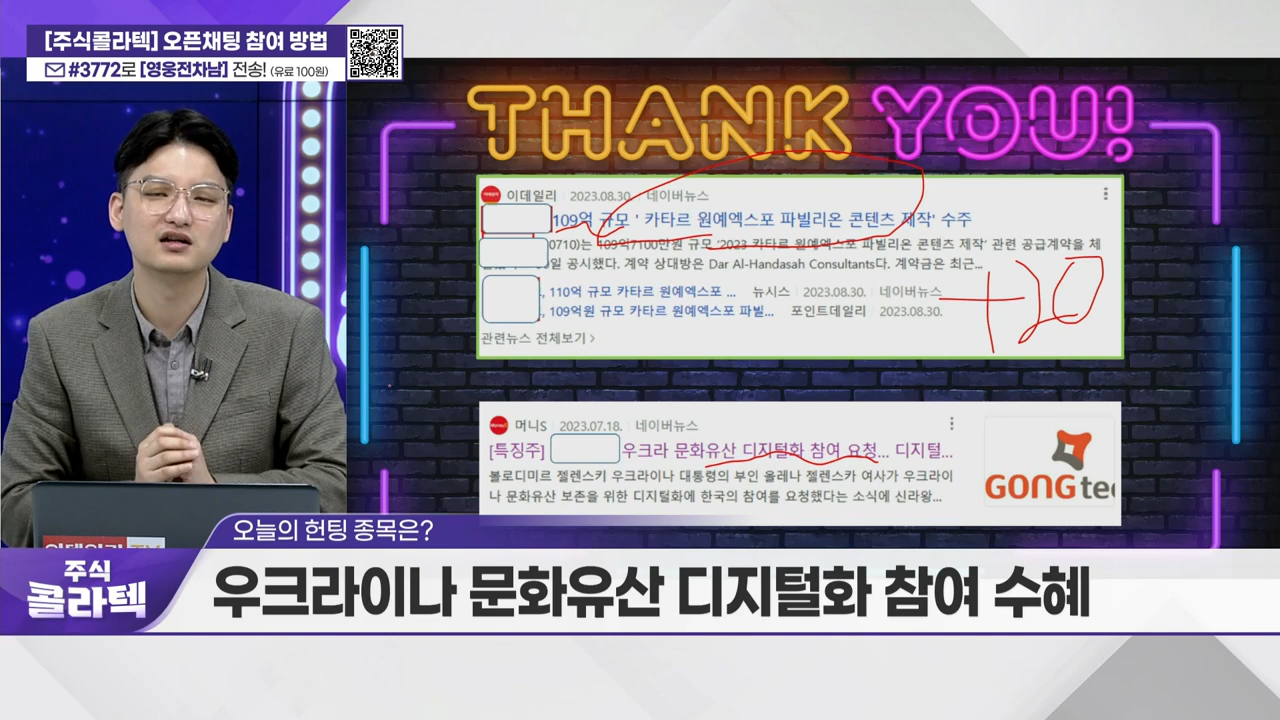 [주식콜라텍] 오픈채팅 참여 방법
#3772로 [영웅전차남] 전송! (유료 100원)
THANK YOU!
이데일리 2023.08.30. 네이버뉴스
109억 규모 ' 카타르 원예엑스포 파빌리온 콘텐츠 제작' 수주
0710)는 109억7100만원 규모 '2023 카타르 원예엑스포 파빌리온 콘텐츠 제작' 관련 공급계약을 체
일 공시했다. 계약 상대방은 Dar Al-Handasah Consultants다. 계약금은 최근...
., 110억 규모 카타르 원예엑스포 ... 뉴시스 2023.08.30. 네이버뉴스
., 109억원 규모 카타르 원예엑스포 파빌... 포인트데일리 2023.08.30.
관련뉴스 전체보기 >
+20
머니S 2023.07.18. 네이버뉴스
[특징주] 우크라 문화유산 디지털화 참여 요청... 디지털...
볼로디미르 젤렌스키 우크라이나 대통령의 부인 올레나 젤렌스카 여사가 우크라이
나 문화유산 보존을 위한 디지털화에 한국의 참여를 요청했다는 소식에 신라왕...
GONG tec
오늘의 헌팅 종목은?
주식
콜라텍
우크라이나 문화유산 디지털화 참여 수혜